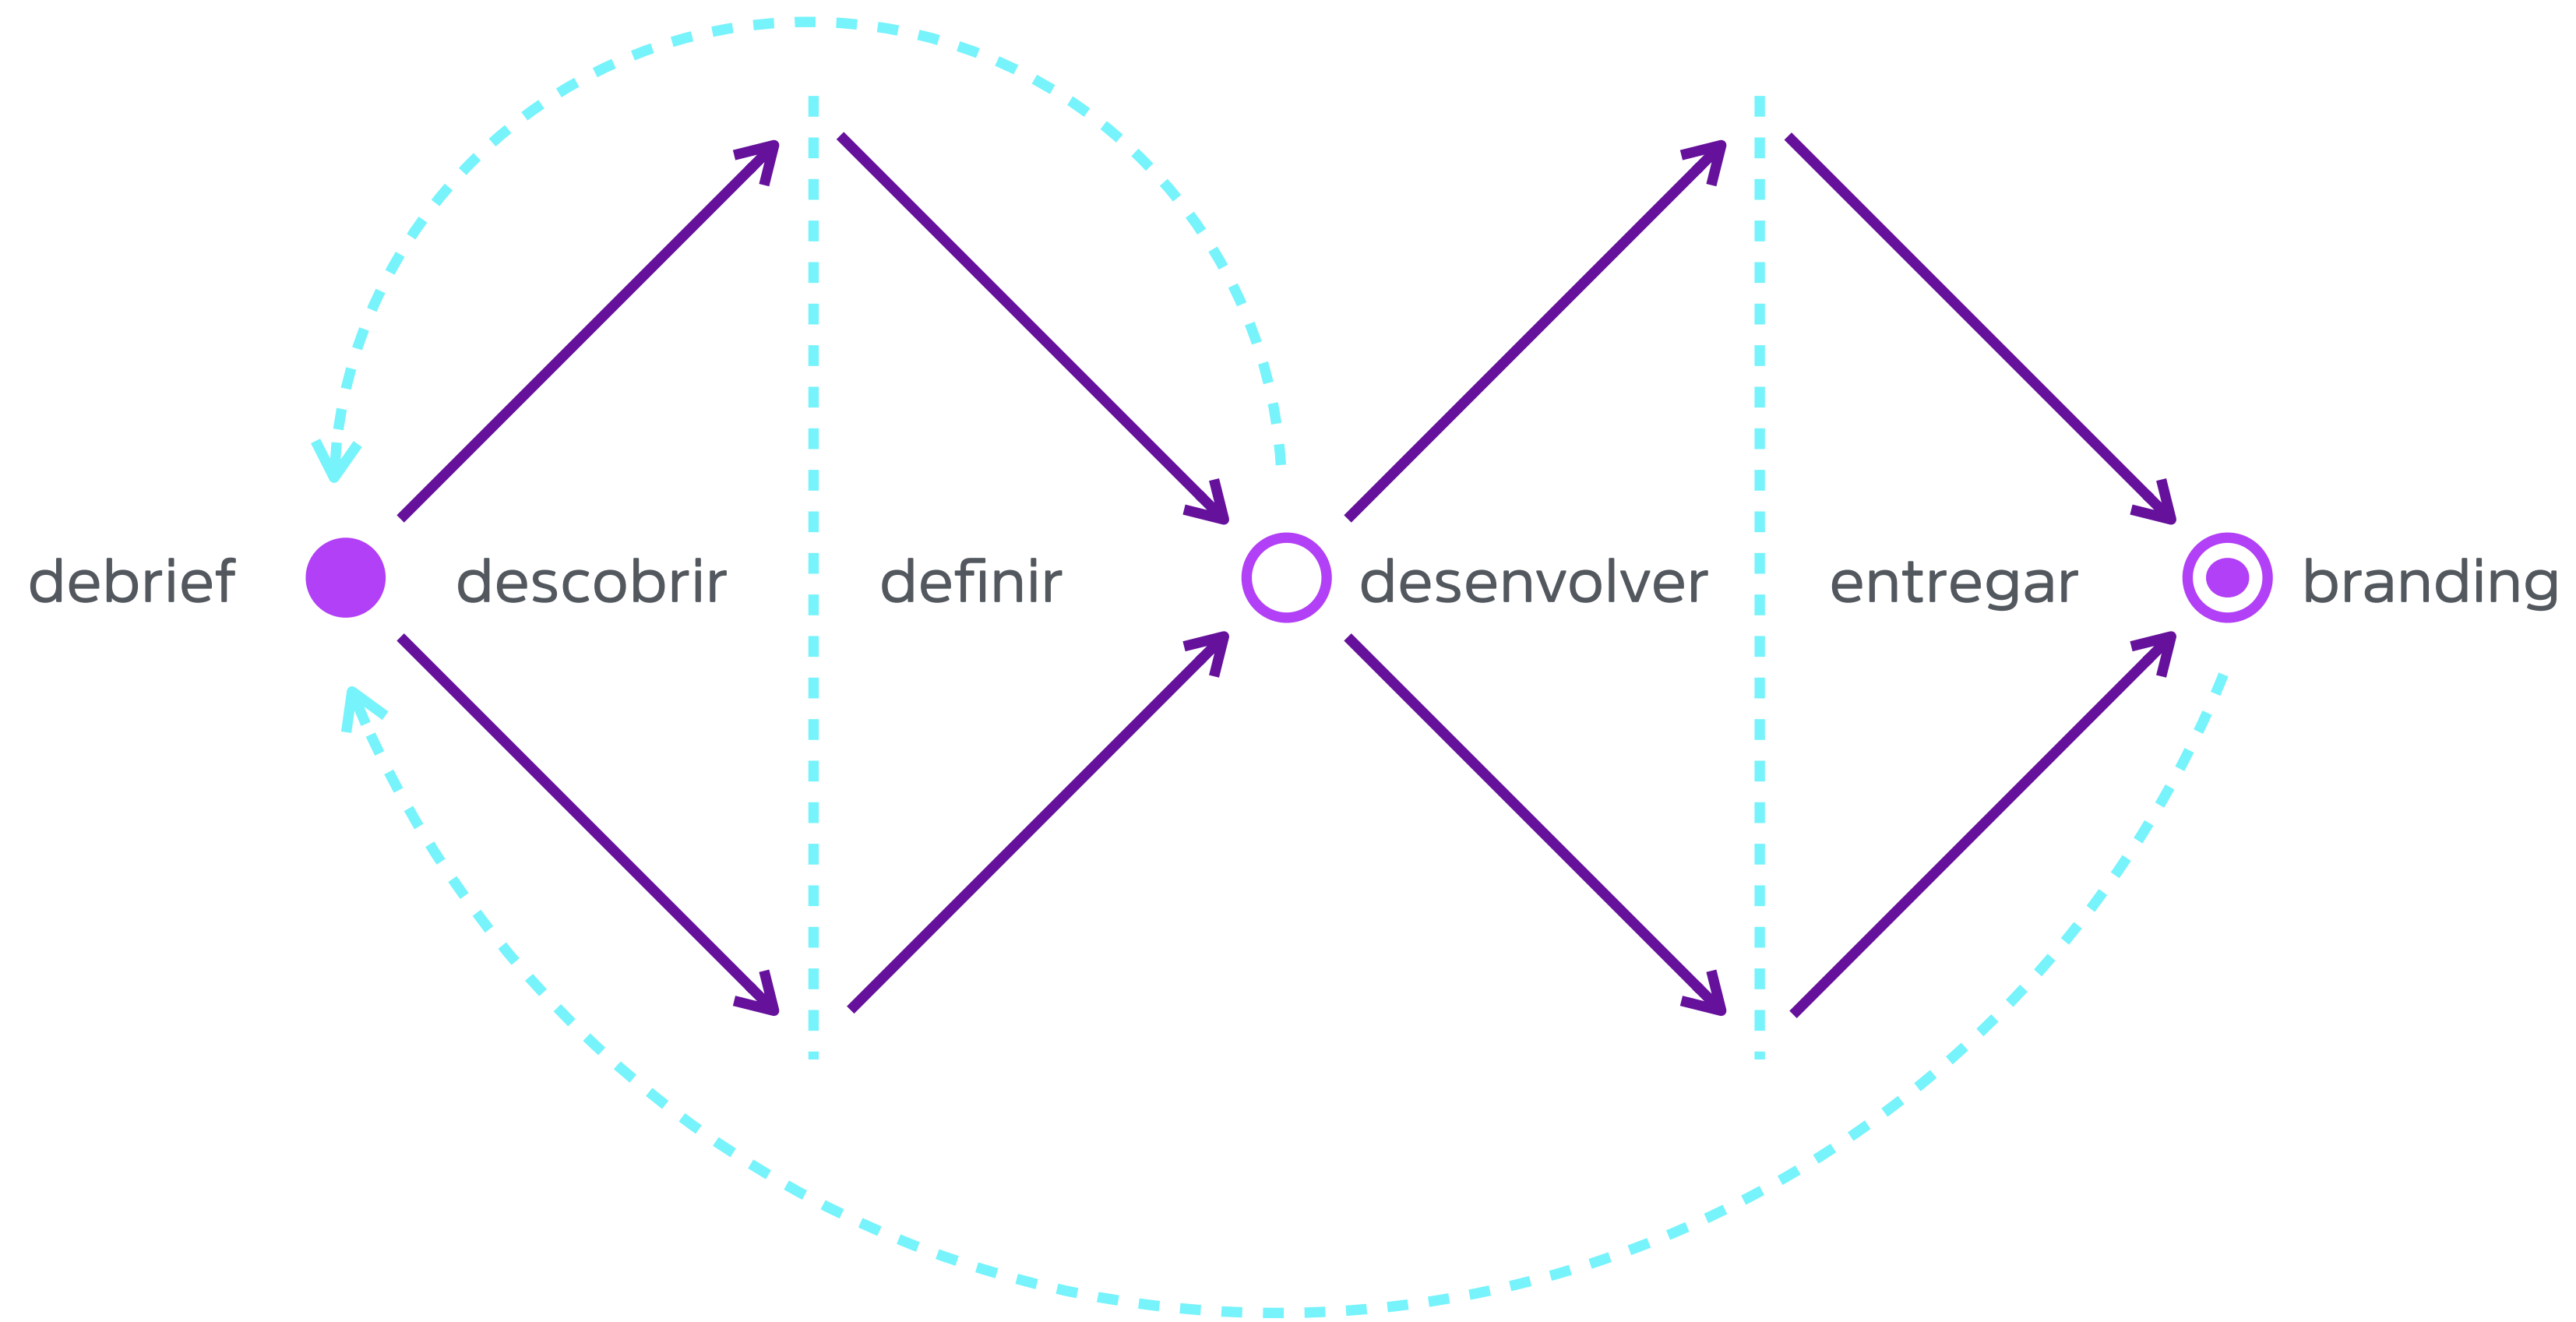 debrief
descobrir
definir
desenvolver
entregar
branding